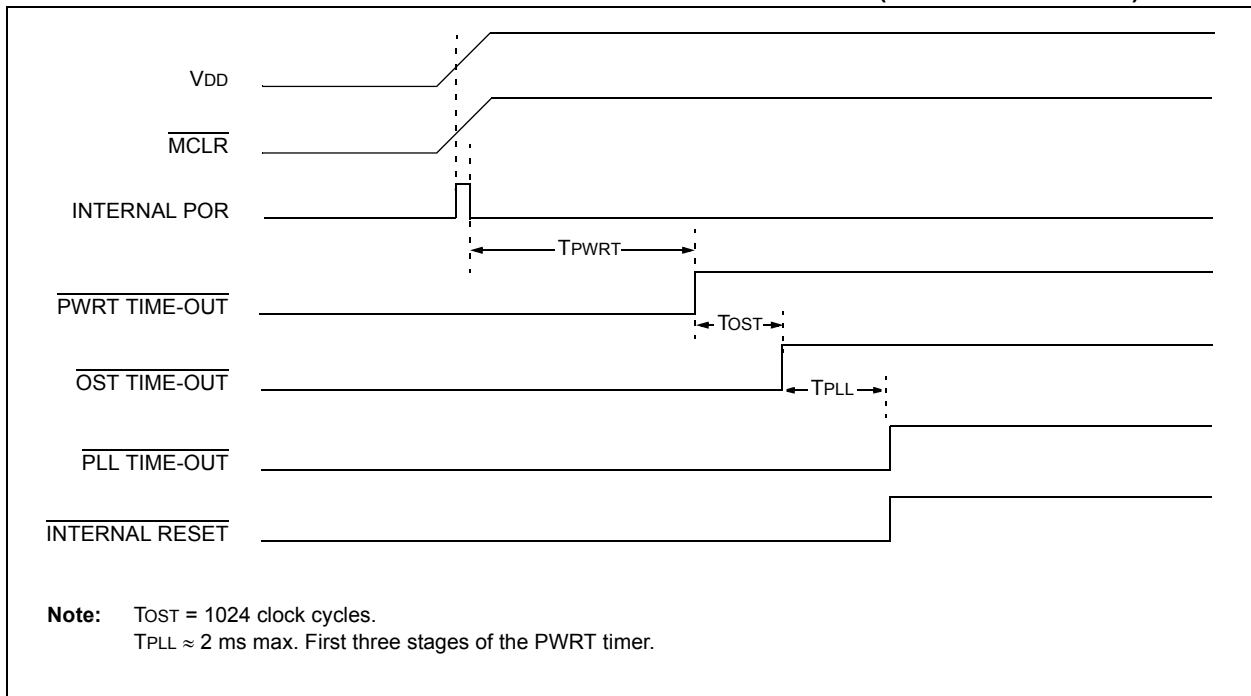 VDD
MCLR
INTERNAL POR
TPWRT
PWRT TIME-OUT
TOST
OST TIME-OUT
TPLL
PLL TIME-OUT
INTERNAL RESET
Note: TOST = 1024 clock cycles.
TPLL ≈ 2 ms max. First three stages of the PWRT timer.